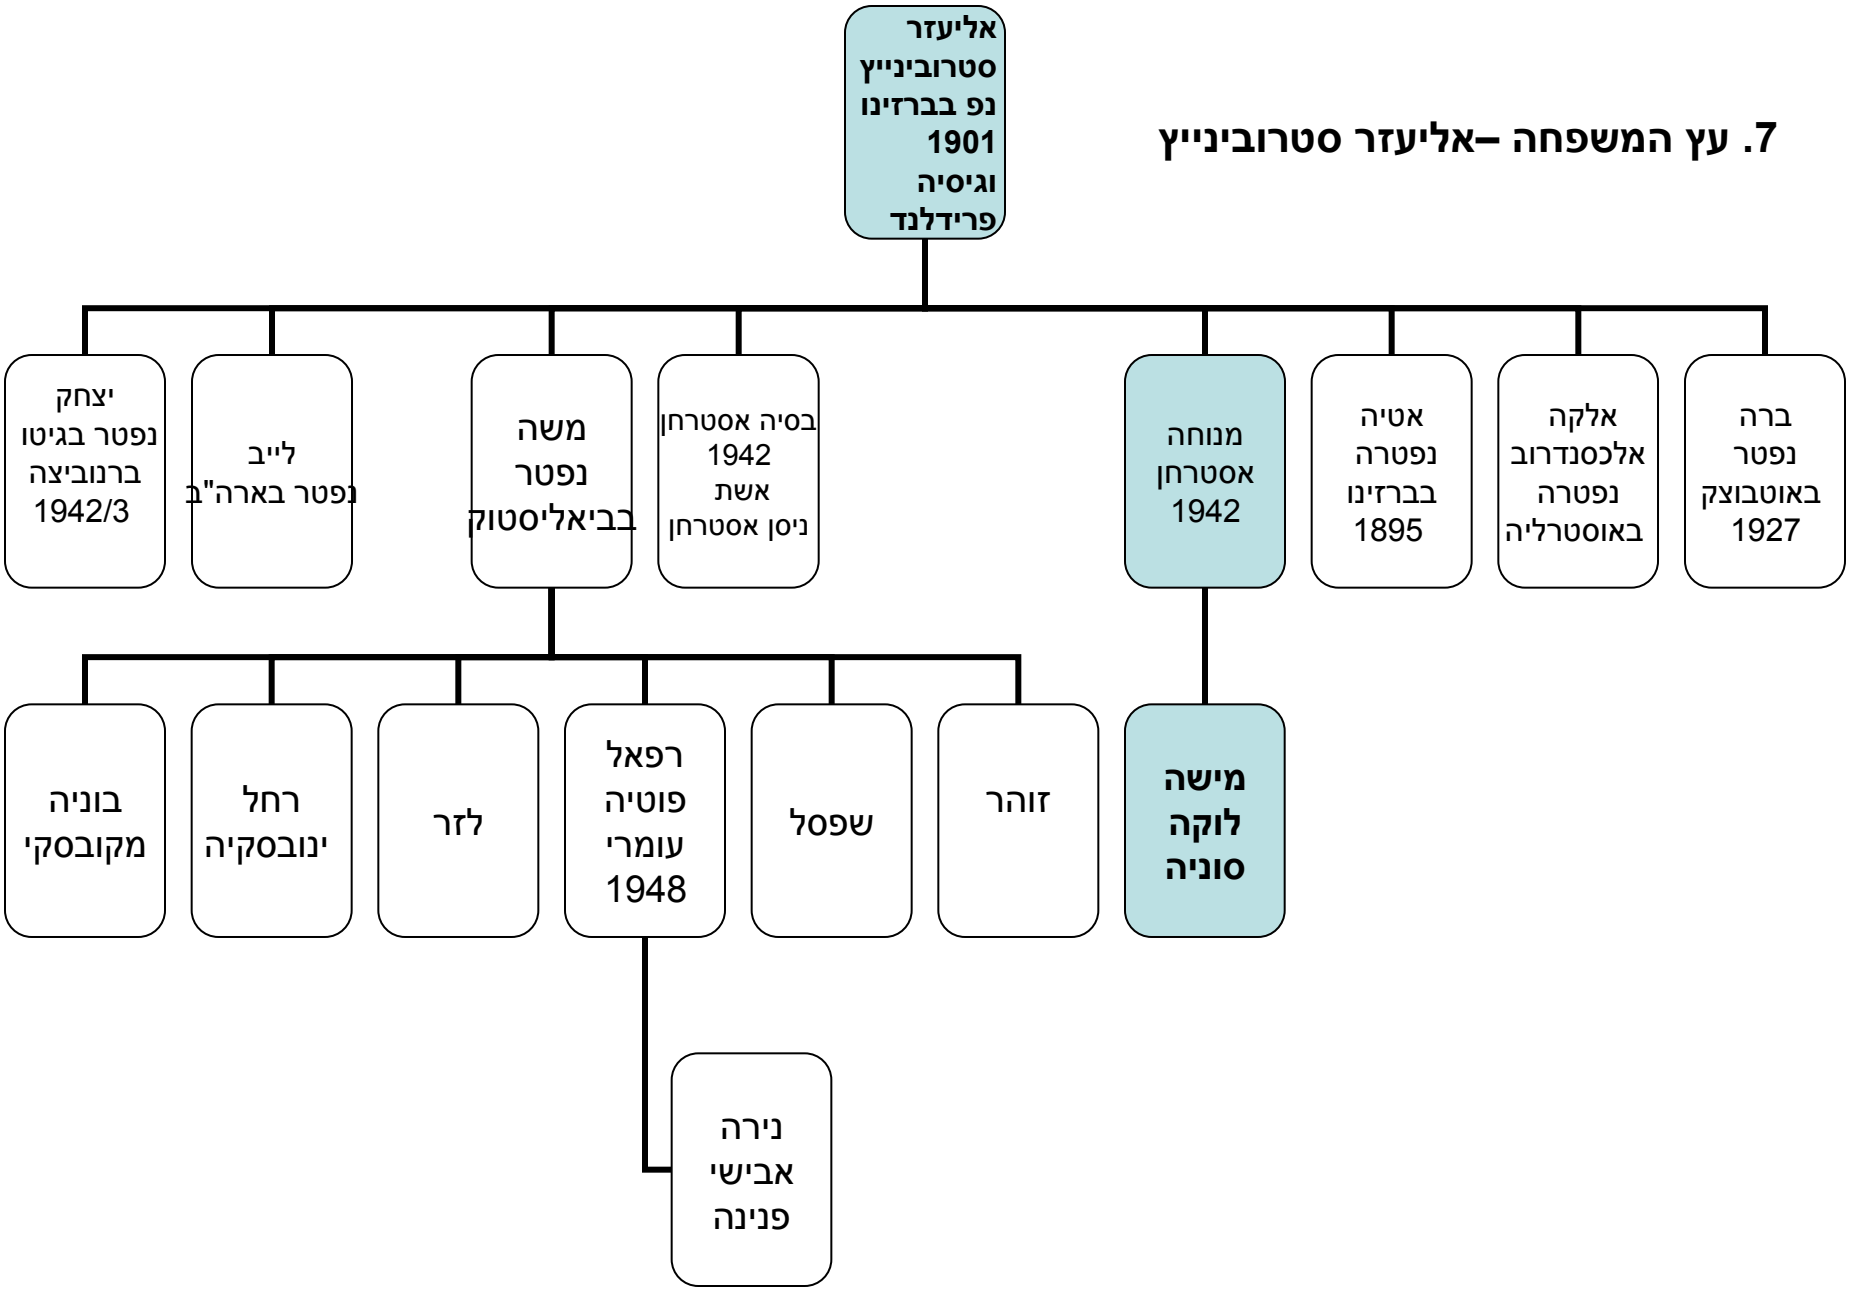 7. עץ המשפחה –אליעזר סטרובינייץ
אליעזר
סטרובינייץ
נפ בברזינו
1901
וגיסיה
פרידלנד
ברה
נפטר
באוטבוצק
1927
אלקה
אלכסנדרוב
נפטרה
באוסטרליה
אטיה
נפטרה
בברזינו
1895
מנוחה
אסטרחן
1942
בסיה אסטרחן
1942
אשת
ניסן אסטרחן
משה
נפטר
בביאליסטוק
לייב
נפטר בארה"ב
יצחק
נפטר בגיטו
ברנוביצה
1942/3
מישה
לוקה
סוניה
זוהר
שפסל
רפאל
פוטיה
עומרי
1948
לזר
רחל
ינובסקיה
בוניה
מקובסקי
נירה
אבישי
פנינה